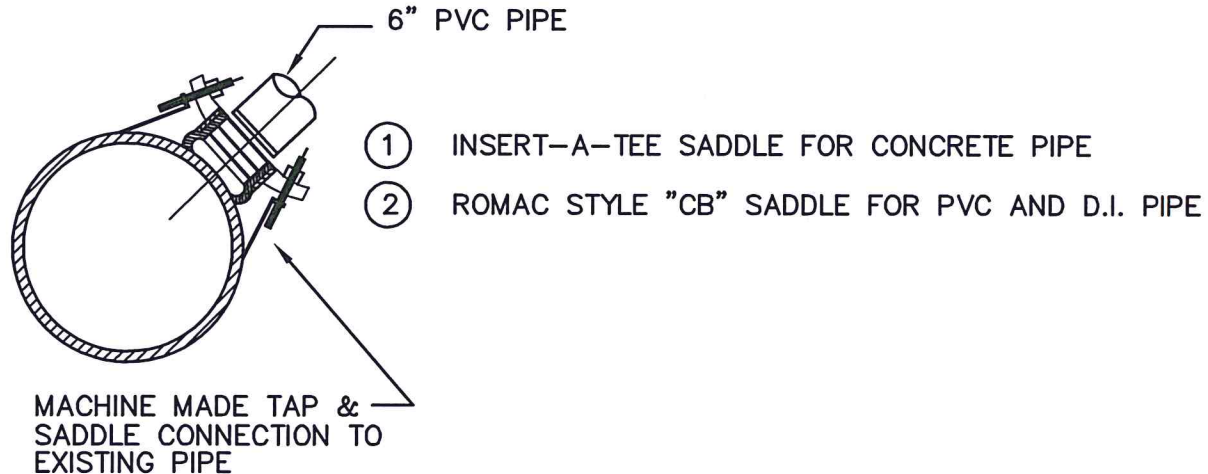 6” PVC PIPE
1 INSERT-A-TEE SADDLE FOR CONCRETE PIPE
2 ROMAC STYLE ”CB” SADDLE FOR PVC AND D.I. PIPE
MACHINE MADE TAP &
SADDLE CONNECTION TO
EXISTING PIPE